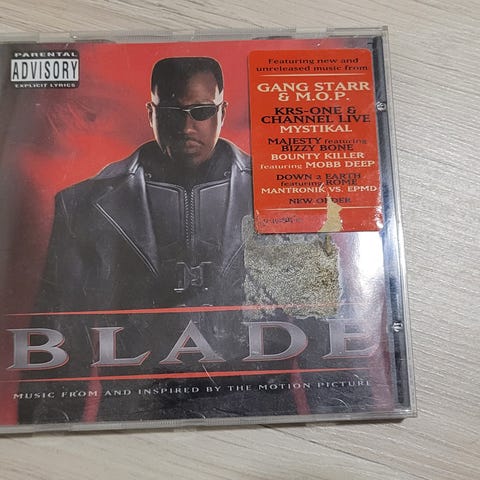 PARENTAL
ADVISORY
EXPLICIT LYRICS
Featuring new and
unreleased music from
GANG STARR
& M.O.P.
KRS-ONE &
CHANNEL LIVE
MYSTIKAL
MAJESTY featuring
BIZZY BONE
BOUNTY KILLER
featuring MOBB DEEP
DOWN 2 EARTH
featuring ROME
MANTRONIK VS. EPMD
NEW ORDER
BLADE
MUSIC FROM AND INSPIRED BY THE MOTION PICTURE